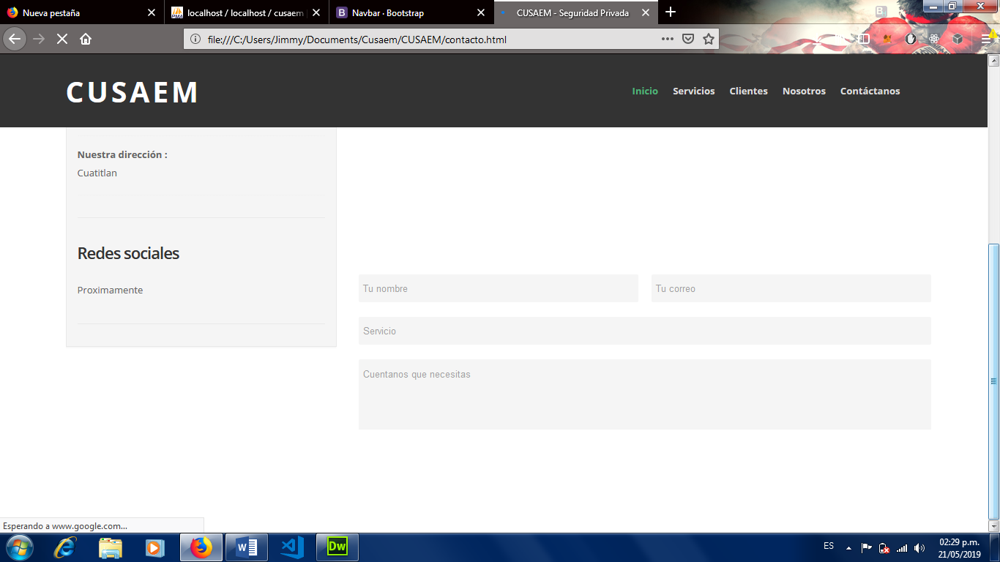 Nueva pestaña
localhost / localhost / cusaem
Navbar · Bootstrap
CUSAEM - Seguridad Privada
file:///C:/Users/Jimmy/Documents/Cusaem/CUSAEM/contacto.html
CUSAEM
Inicio Servicios Clientes Nosotros Contáctanos
Nuestra dirección :
Cuatitlan
Redes sociales
Proximamente
Tu nombre
Tu correo
Servicio
Cuentanos que necesitas
Esperando a www.google.com...
Dw
ES
02:29 p.m.
21/05/2019